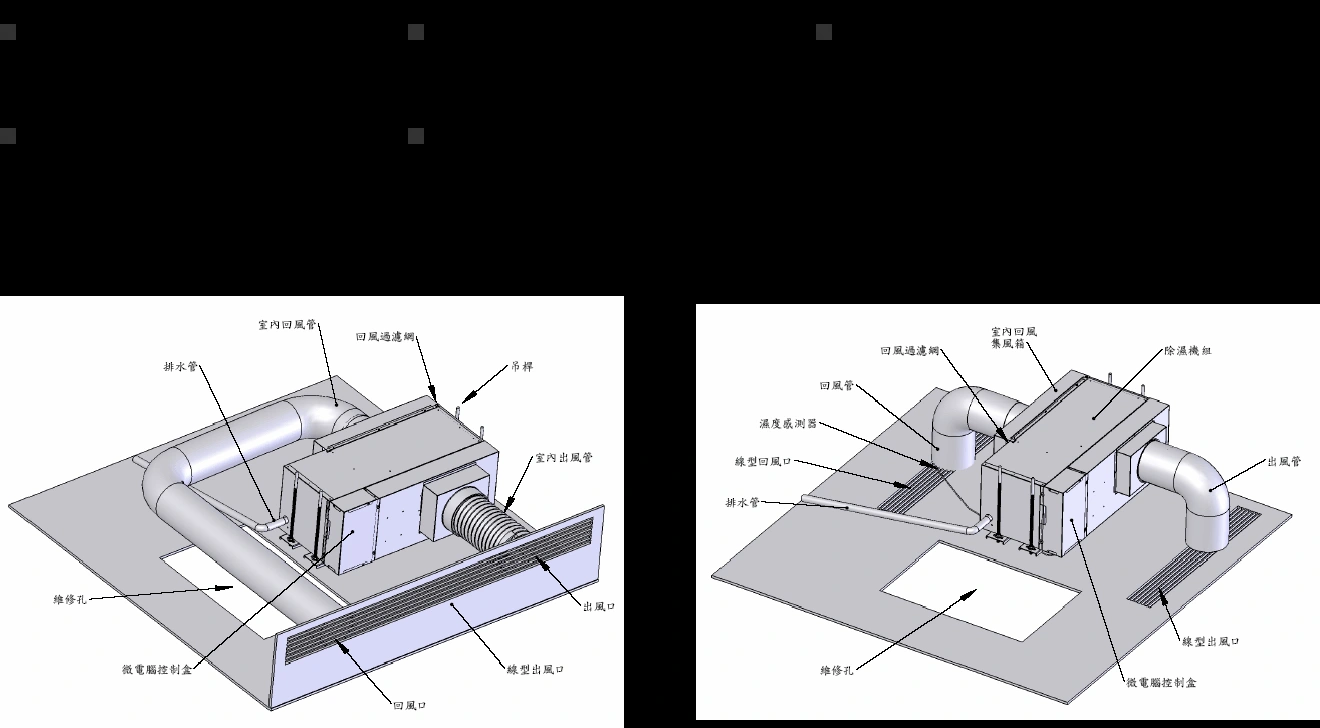 室內回風管
回風過濾網
排水管
吊桿
室內出風管
維修孔
出風口
微電腦控制盒
線型出風口
回風口
室內回風
集風箱
回風過濾網
除濕機組
回風管
濕度感測器
線型回風口
出風管
排水管
線型出風口
維修孔
微電腦控制盒